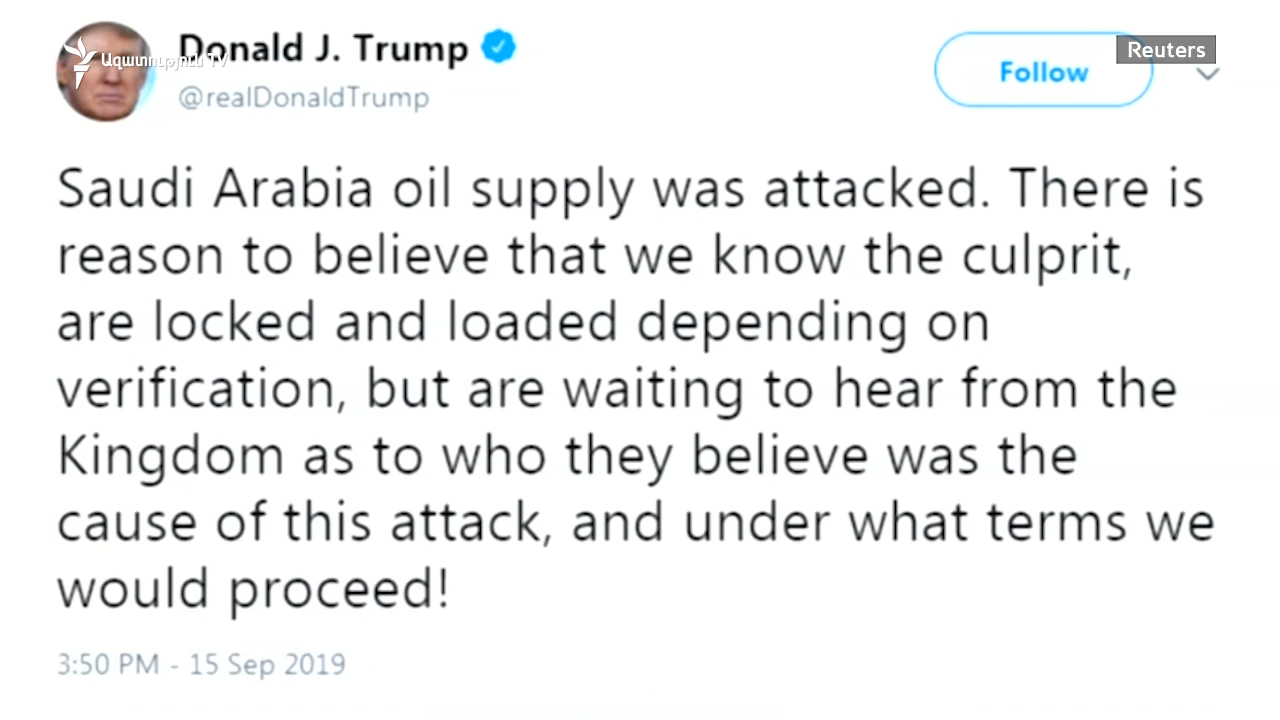 Donald J. Trump
Ազատություն TV
@realDonaldTrump
Follow
Reuters
Saudi Arabia oil supply was attacked. There is
reason to believe that we know the culprit,
are locked and loaded depending on
verification, but are waiting to hear from the
Kingdom as to who they believe was the
cause of this attack, and under what terms we
would proceed!
3:50 PM - 15 Sep 2019